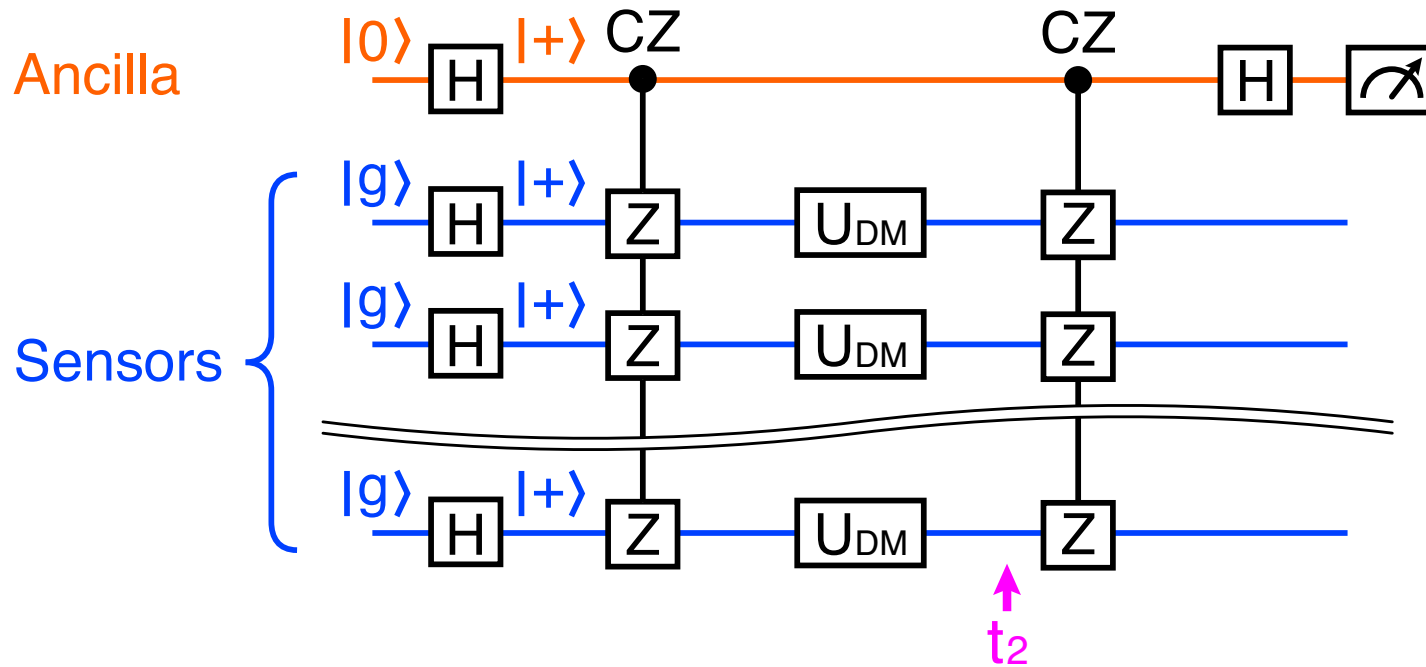 |0⟩ |+⟩ CZ CZ
Ancilla H H
|g⟩ |+⟩
H Z UDM Z
|g⟩ |+⟩
Sensors H Z UDM Z
|g⟩ |+⟩
H Z UDM Z
t2